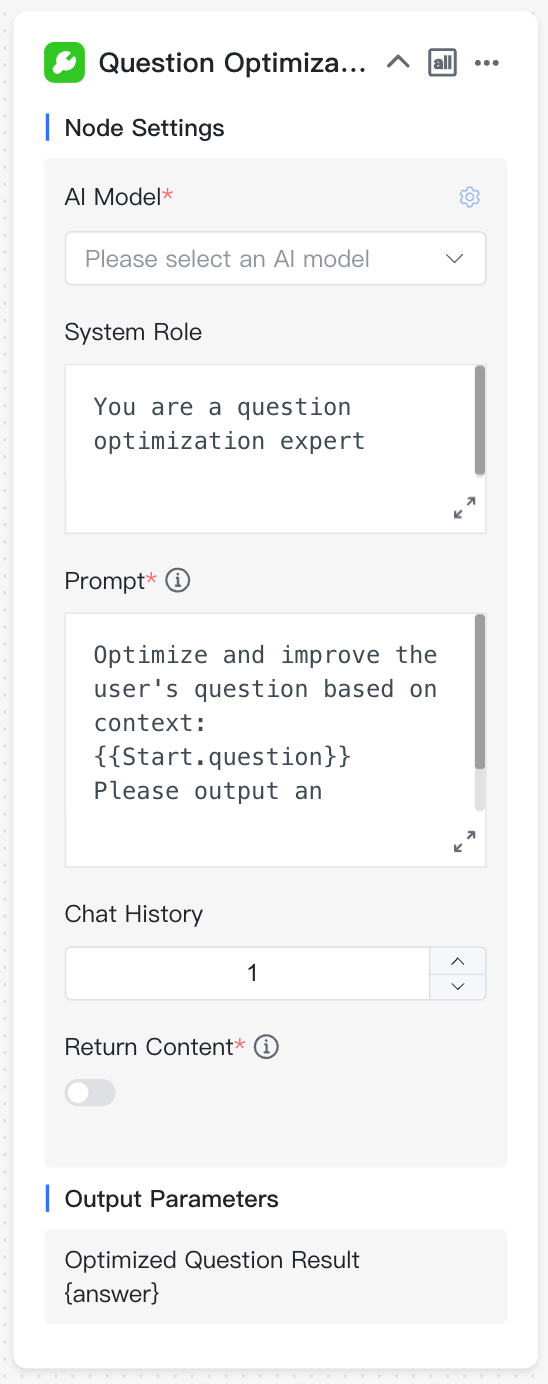 Question Optimiza...
all
Node Settings
AI Model*
Please select an AI model
System Role
You are a question
optimization expert
Prompt*
Optimize and improve the
user's question based on
context:
{{Start.question}}
Please output an
Chat History
1
Return Content*
Output Parameters
Optimized Question Result
{answer}